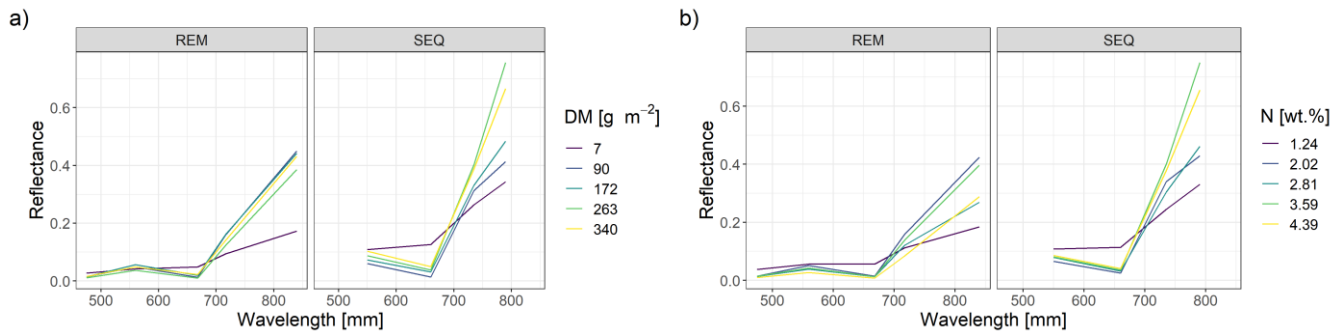 a)
REM
SEQ
Reflectance
0.6
0.4
0.2
0.0
500
600
700
800
500
600
700
800
Wavelength [mm]
DM [g m⁻²]
7
90
172
263
340
b)
REM
SEQ
Reflectance
0.6
0.4
0.2
0.0
500
600
700
800
500
600
700
800
Wavelength [mm]
N [wt.%]
1.24
2.02
2.81
3.59
4.39